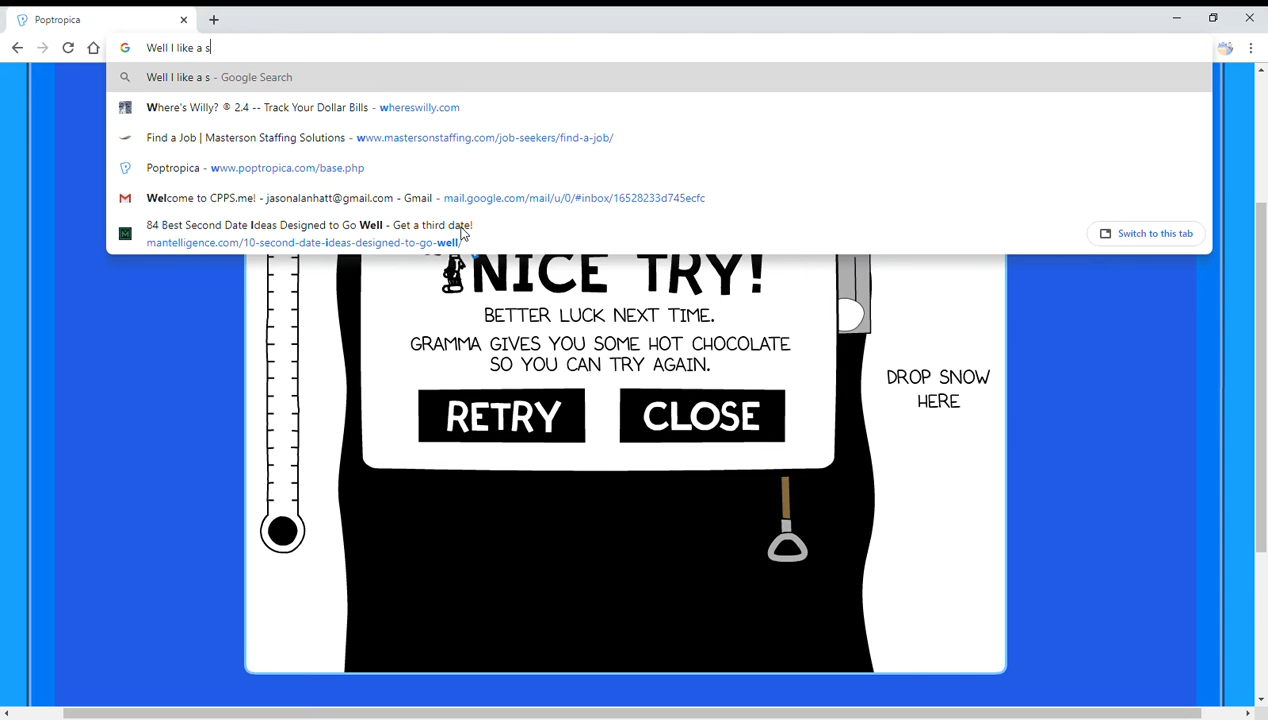 Poptropica
Well I like a s
Well I like a s - Google Search
Where's Willy? ® 2.4 -- Track Your Dollar Bills - whereswilly.com
Find a Job | Masterson Staffing Solutions - www.mastersonstaffing.com/job-seekers/find-a-job/
Poptropica - www.poptropica.com/base.php
Welcome to CPPS.me! - jasonalanhatt@gmail.com - Gmail - mail.google.com/mail/u/0/#inbox/16528233d745ecfc
84 Best Second Date Ideas Designed to Go Well - Get a third date!
mantelligence.com/10-second-date-ideas-designed-to-go-well/
Switch to this tab
NICE TRY!
BETTER LUCK NEXT TIME.
GRAMMA GIVES YOU SOME HOT CHOCOLATE
SO YOU CAN TRY AGAIN.
RETRY
CLOSE
DROP SNOW
HERE